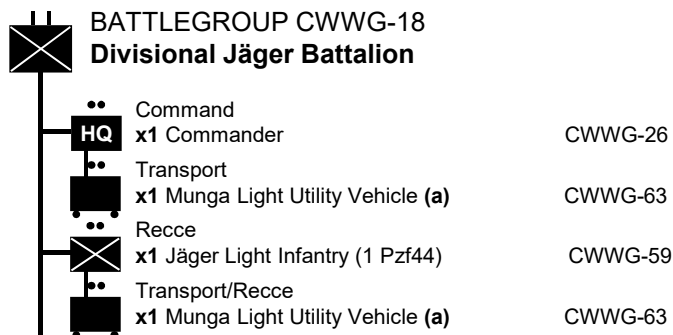 BATTLEGROUP CWWG-18
Divisional Jäger Battalion
Command
HQ x1 Commander CWWG-26
Transport
x1 Munga Light Utility Vehicle (a) CWWG-63
Recce
x1 Jäger Light Infantry (1 Pzf44) CWWG-59
Transport/Recce
x1 Munga Light Utility Vehicle (a) CWWG-63